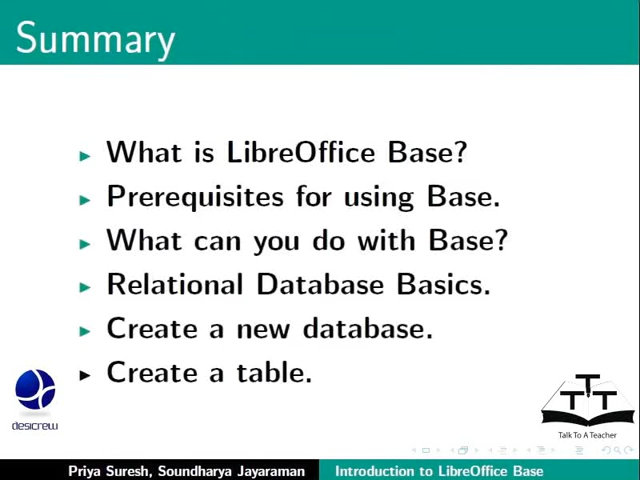 Summary
What is LibreOffice Base?
Prerequisites for using Base.
What can you do with Base?
Relational Database Basics.
Create a new database.
Create a table.
desicrew
T T T
Talk To A Teacher
Priya Suresh, Soundharya Jayaraman
Introduction to LibreOffice Base